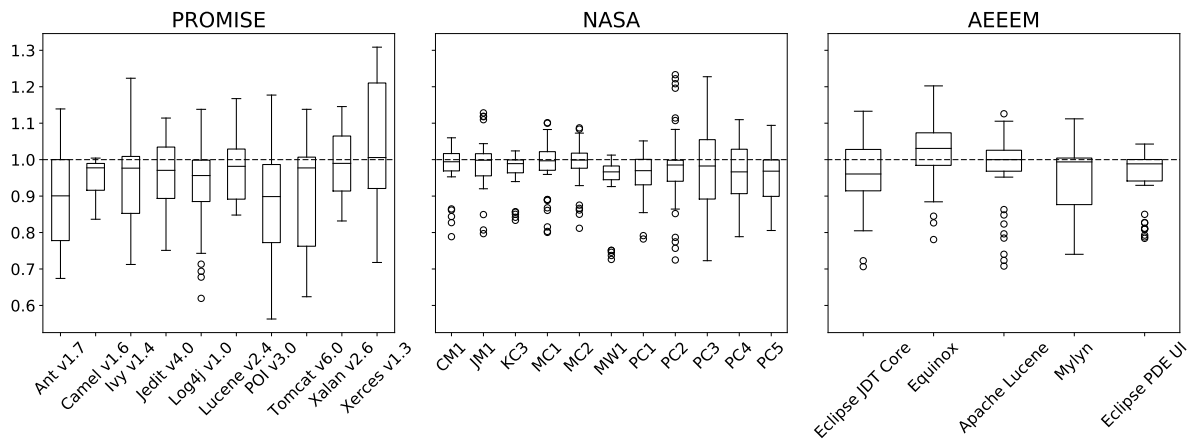 PROMISE
NASA
AEEEM
1.3
1.2
1.1
1.0
0.9
0.8
0.7
0.6
Ant v1.7
Camel v1.6
Ivy v1.4
Jedit v4.0
Log4j v1.0
Lucene v2.4
POI v3.0
Tomcat v6.0
Xalan v2.6
Xerces v1.3
CM1
JM1
KC3
MC1
MC2
MW1
PC1
PC2
PC3
PC4
PC5
Eclipse JDT Core
Equinox
Apache Lucene
Mylyn
Eclipse PDE UI